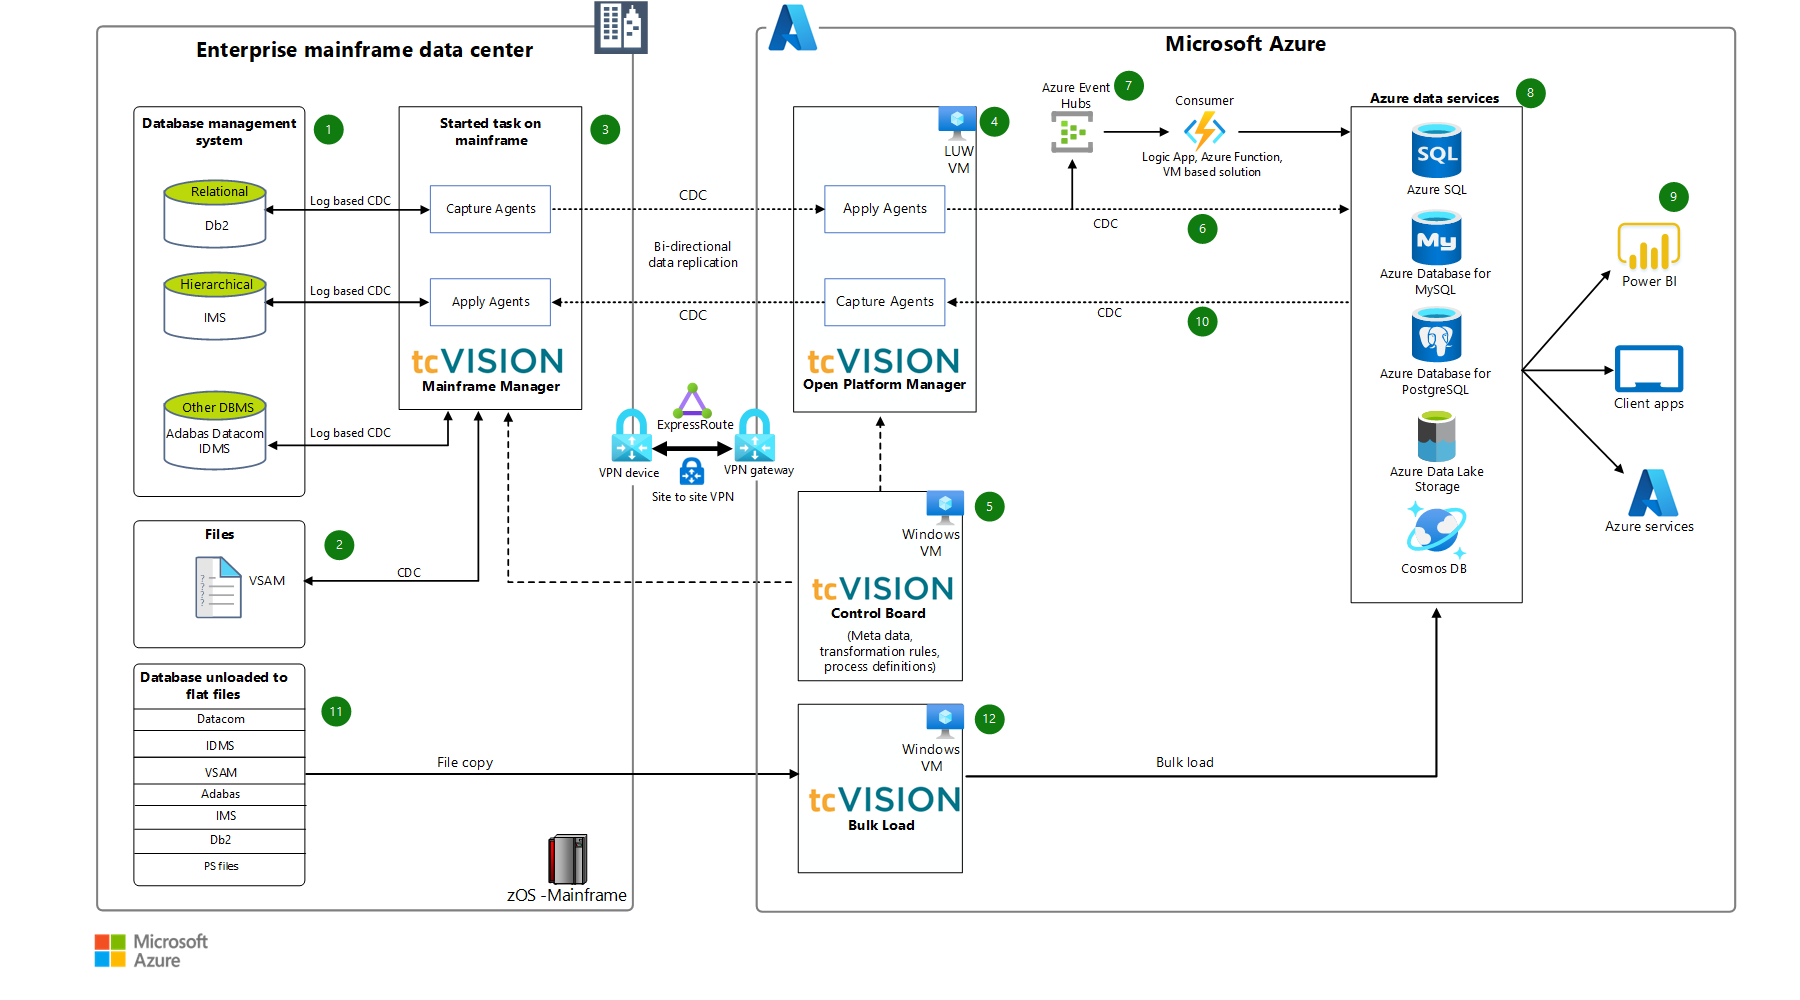 Enterprise mainframe data center
Microsoft Azure
Database management
system
1
Relational
Db2
Hierarchical
IMS
Other DBMS
Adabas Datacom
IDMS
Log based CDC
Log based CDC
Log based CDC
Started task on
mainframe
3
Capture Agents
Apply Agents
tcVISION
Mainframe Manager
Files
2
VSAM
? 
?
?
?
CDC
Database unloaded to
flat files
11
Datacom
IDMS
VSAM
Adabas
IMS
Db2
PS files
File copy
zOS -Mainframe
CDC
Bi-directional
data replication
CDC
ExpressRoute
VPN device
VPN gateway
Site to site VPN
4
LUW
VM
Apply Agents
Capture Agents
tcVISION
Open Platform Manager
5
Windows
VM
tcVISION
Control Board
(Meta data,
transformation rules,
process definitions)
12
Windows
VM
tcVISION
Bulk Load
Bulk load
Azure Event
Hubs
7
Consumer
Logic App, Azure Function,
VM based solution
CDC
6
CDC
10
Azure data services
8
SQL
Azure SQL
My
Azure Database for
MySQL
Azure Database for
PostgreSQL
Azure Data Lake
Storage
Cosmos DB
9
Power BI
Client apps
Azure services
Microsoft
Azure